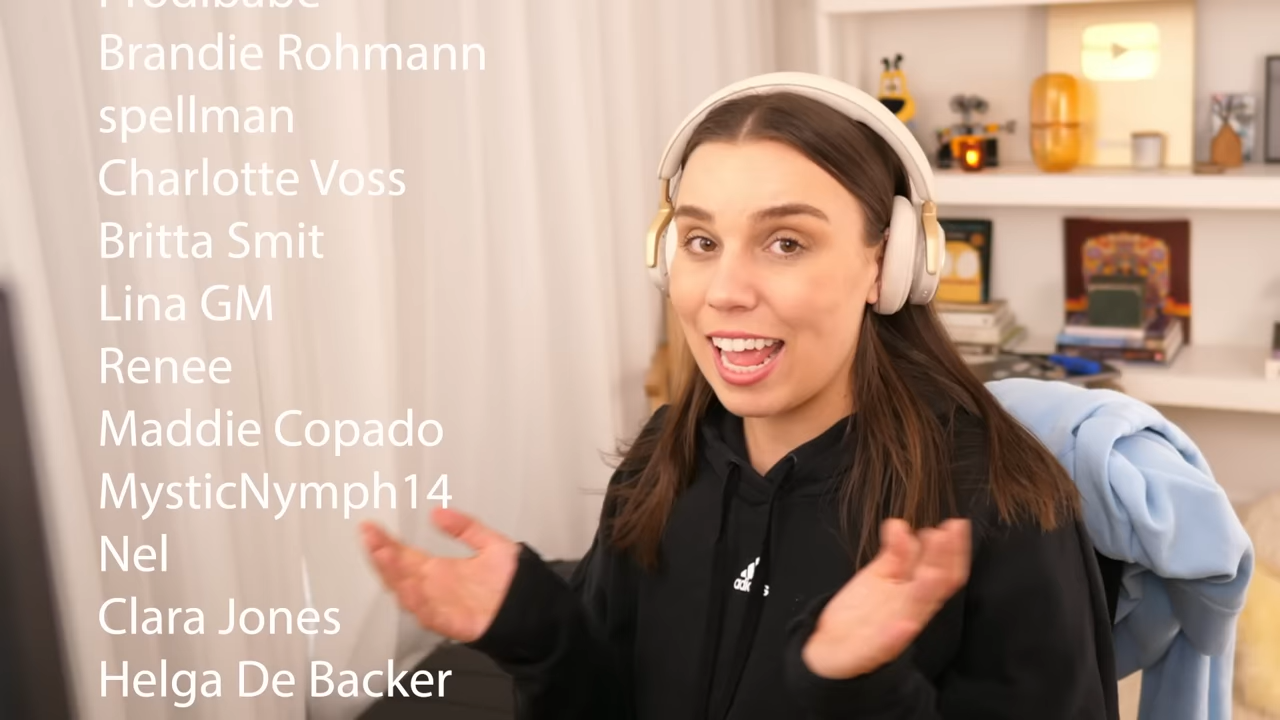 Brandie Rohmann
spellman
Charlotte Voss
Britta Smit
Lina GM
Renee
Maddie Copado
MysticNymph14
Nel
Clara Jones
Helga De Backer